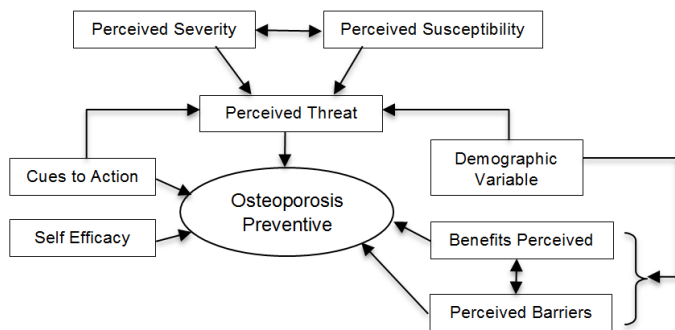 Perceived Severity
Perceived Susceptibility
Perceived Threat
Cues to Action
Demographic
Variable
Osteoporosis
Preventive
Self Efficacy
Benefits Perceived
Perceived Barriers